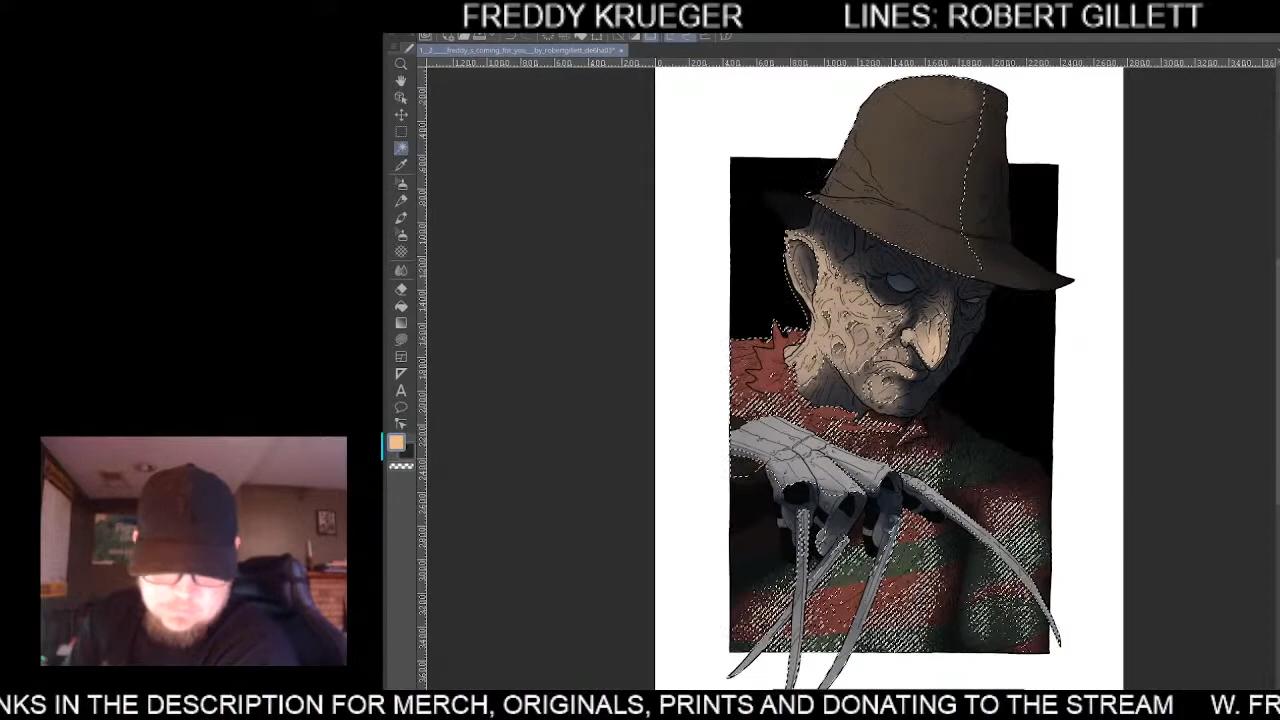 FREDDY KRUEGER LINES: ROBERT GILLETT
NKS IN THE DESCRIPTION FOR MERCH, ORIGINALS, PRINTS AND DONATING TO THE STREAM W. FR